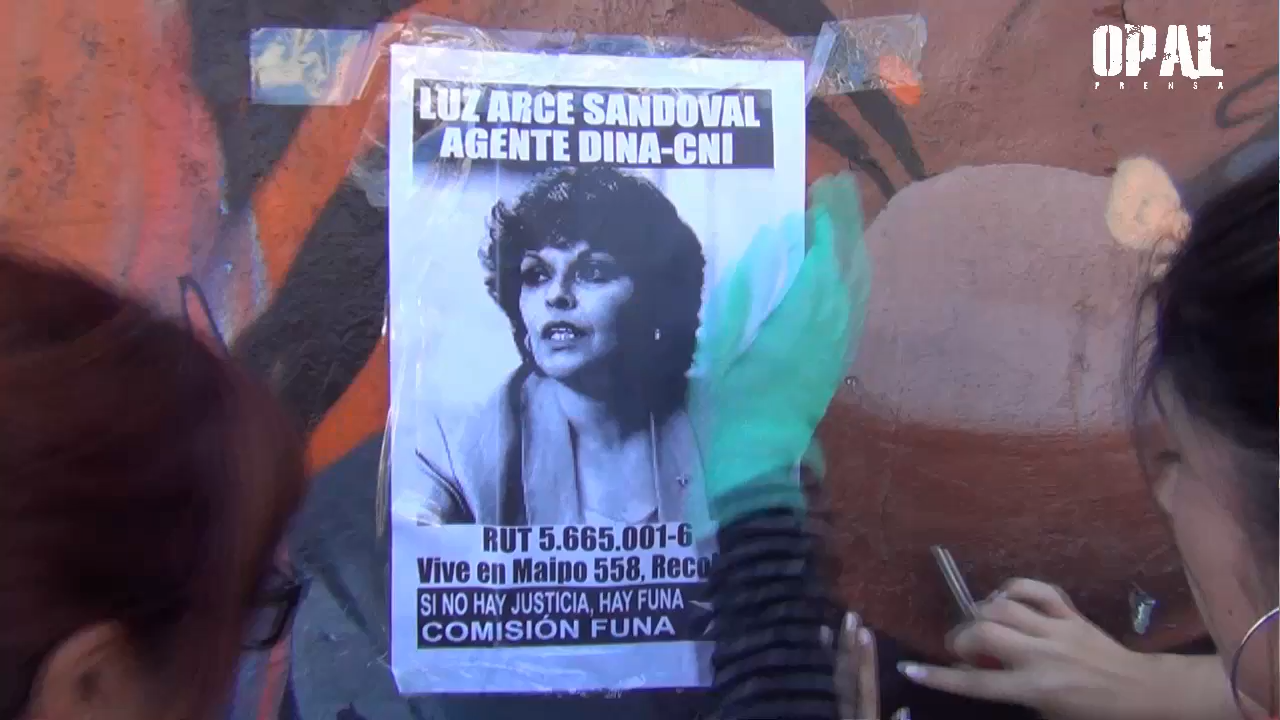 OPAL
PRENSA
LUZ ARCE SANDOVAL
AGENTE DINA-CNI
RUT 5.665.001-6
Vive en Maipo 558,
SI NO HAY JUSTICIA, HAY FUNA
COMISIÓN FUNA